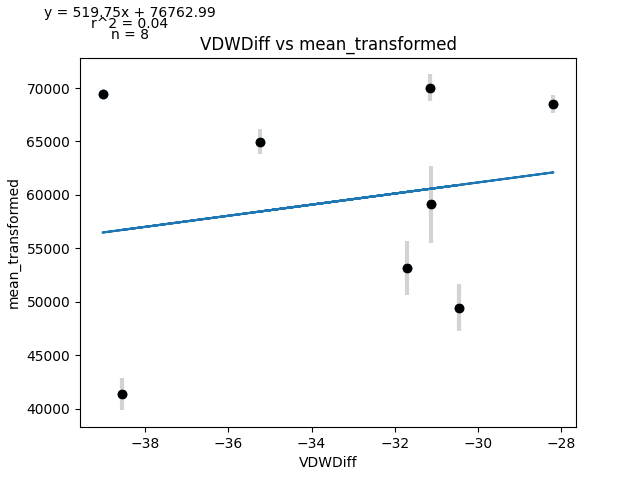 y = 519.75x + 76762.99
r^2 = 0.04
n = 8
VDWDiff vs mean_transformed
mean_transformed
70000
65000
60000
55000
50000
45000
40000
−38
−36
−34
−32
−30
−28
VDWDiff